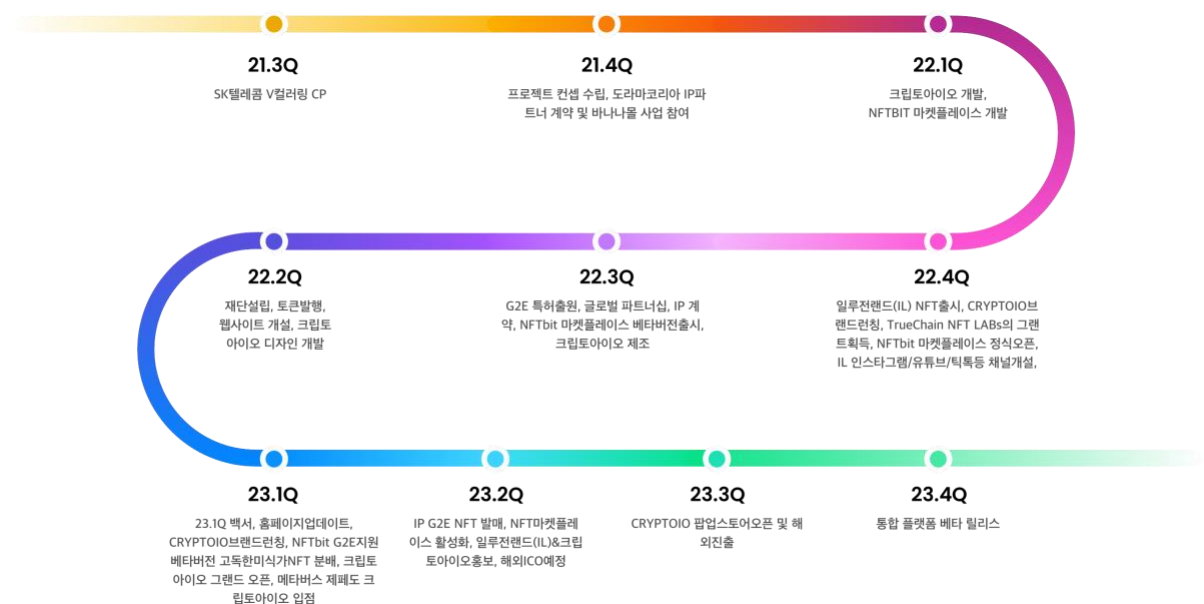 21.3Q
SK텔레콤 V컬러링 CP
21.4Q
프로젝트 컨셉 수립, 도라마코리아 IP파
트너 계약 및 바나나몰 사업 참여
22.1Q
크립토아이오 개발,
NFTBIT 마켓플레이스 개발
22.2Q
재단설립, 토큰발행,
웹사이트 개설, 크립토
아이오 디자인 개발
22.3Q
G2E 특허출원, 글로벌 파트너십, IP 계
약, NFTbit 마켓플레이스 베타버전출시,
크립토아이오 제조
22.4Q
일루전랜드(IL) NFT출시, CRYPTOIO브
랜드런칭, TrueChain NFT LABs의 그랜
트획득, NFTbit 마켓플레이스 정식오픈,
IL 인스타그램/유튜브/틱톡등 채널개설,
23.1Q
23.1Q 백서, 홈페이지업데이트,
CRYPTOIO브랜드런칭, NFTbit G2E지원
베타버전 고독한미식가NFT 분배, 크립토
아이오 그랜드 오픈, 메타버스 제페도 크
립토아이오 입점
23.2Q
IP G2E NFT 발매, NFT마켓플레
이스 활성화, 일루전랜드(IL)&크립
토아이오홍보, 해외ICO예정
23.3Q
CRYPTOIO 팝업스토어오픈 및 해
외진출
23.4Q
통합 플랫폼 베타 릴리스